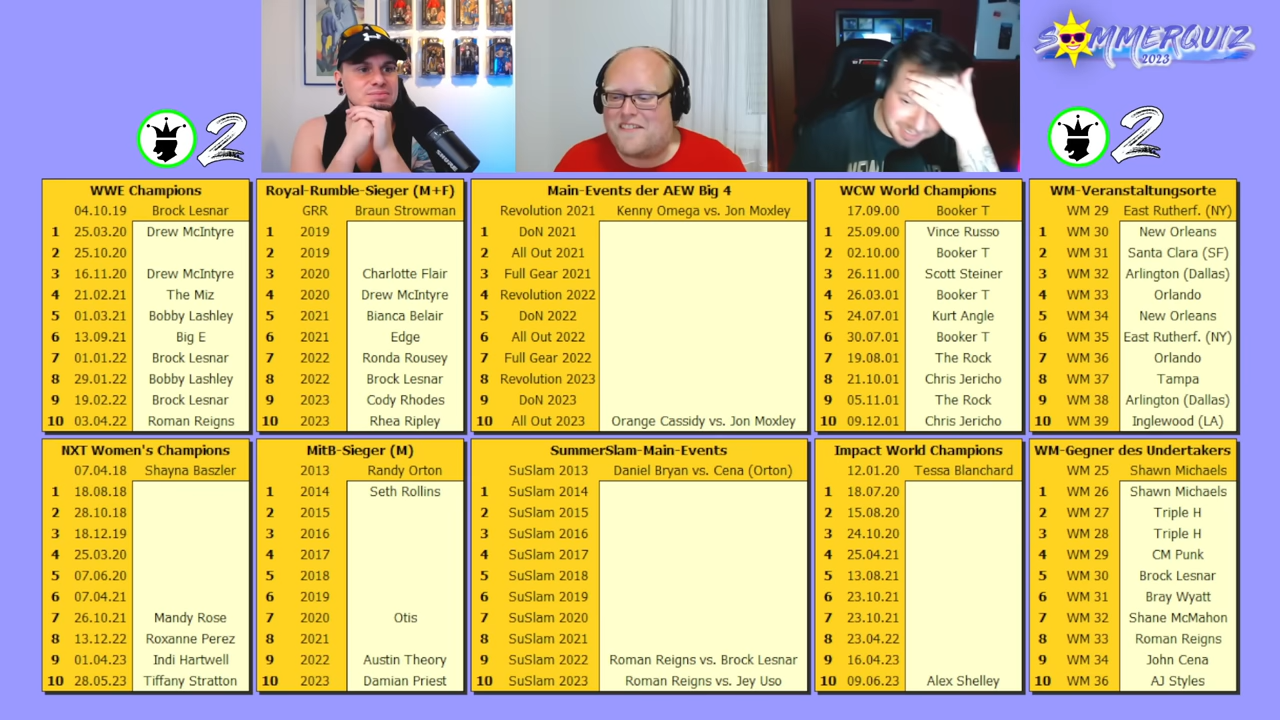 SOMMERQUIZ
2023
2
2
WWE Champions
04.10.19 Brock Lesnar
1 25.03.20 Drew McIntyre
2 25.10.20
3 16.11.20 Drew McIntyre
4 21.02.21 The Miz
5 01.03.21 Bobby Lashley
6 13.09.21 Big E
7 01.01.22 Brock Lesnar
8 29.01.22 Bobby Lashley
9 19.02.22 Brock Lesnar
10 03.04.22 Roman Reigns
Royal-Rumble-Sieger (M+F)
GRR Braun Strowman
1 2019
2 2019
3 2020 Charlotte Flair
4 2020 Drew McIntyre
5 2021 Bianca Belair
6 2021 Edge
7 2022 Ronda Rousey
8 2022 Brock Lesnar
9 2023 Cody Rhodes
10 2023 Rhea Ripley
Main-Events der AEW Big 4
Revolution 2021 Kenny Omega vs. Jon Moxley
1 DoN 2021
2 All Out 2021
3 Full Gear 2021
4 Revolution 2022
5 DoN 2022
6 All Out 2022
7 Full Gear 2022
8 Revolution 2023
9 DoN 2023
10 All Out 2023 Orange Cassidy vs. Jon Moxley
WCW World Champions
17.09.00 Booker T
1 25.09.00 Vince Russo
2 02.10.00 Booker T
3 26.11.00 Scott Steiner
4 26.03.01 Booker T
5 24.07.01 Kurt Angle
6 30.07.01 Booker T
7 19.08.01 The Rock
8 21.10.01 Chris Jericho
9 05.11.01 The Rock
10 09.12.01 Chris Jericho
WM-Veranstaltungsorte
WM 29 East Rutherf. (NY)
1 WM 30 New Orleans
2 WM 31 Santa Clara (SF)
3 WM 32 Arlington (Dallas)
4 WM 33 Orlando
5 WM 34 New Orleans
6 WM 35 East Rutherf. (NY)
7 WM 36 Orlando
8 WM 37 Tampa
9 WM 38 Arlington (Dallas)
10 WM 39 Inglewood (LA)
NXT Women's Champions
07.04.18 Shayna Baszler
1 18.08.18
2 28.10.18
3 18.12.19
4 25.03.20
5 07.06.20
6 07.04.21
7 26.10.21 Mandy Rose
8 13.12.22 Roxanne Perez
9 01.04.23 Indi Hartwell
10 28.05.23 Tiffany Stratton
MitB-Sieger (M)
2013 Randy Orton
1 2014 Seth Rollins
2 2015
3 2016
4 2017
5 2018
6 2019
7 2020 Otis
8 2021
9 2022 Austin Theory
10 2023 Damian Priest
SummerSlam-Main-Events
SuSlam 2013 Daniel Bryan vs. Cena (Orton)
1 SuSlam 2014
2 SuSlam 2015
3 SuSlam 2016
4 SuSlam 2017
5 SuSlam 2018
6 SuSlam 2019
7 SuSlam 2020
8 SuSlam 2021
9 SuSlam 2022 Roman Reigns vs. Brock Lesnar
10 SuSlam 2023 Roman Reigns vs. Jey Uso
Impact World Champions
12.01.20 Tessa Blanchard
1 18.07.20
2 15.08.20
3 24.10.20
4 25.04.21
5 13.08.21
6 23.10.21
7 23.10.21
8 23.04.22
9 16.04.23
10 09.06.23 Alex Shelley
WM-Gegner des Undertakers
WM 25 Shawn Michaels
1 WM 26 Shawn Michaels
2 WM 27 Triple H
3 WM 28 Triple H
4 WM 29 CM Punk
5 WM 30 Brock Lesnar
6 WM 31 Bray Wyatt
7 WM 32 Shane McMahon
8 WM 33 Roman Reigns
9 WM 34 John Cena
10 WM 36 AJ Styles